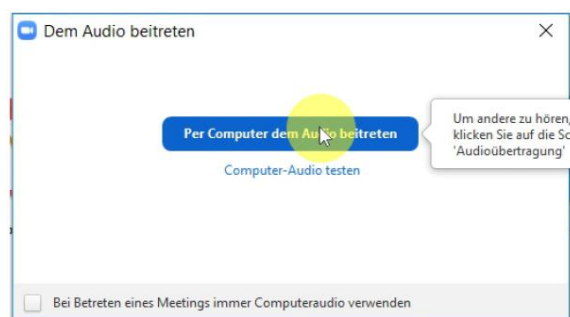 Dem Audio beitreten
Per Computer dem Audio beitreten
Um andere zu hören,
klicken Sie auf die
'Audioübertragung'
Computer-Audio testen
Bei Betreten eines Meetings immer Computeraudio verwenden